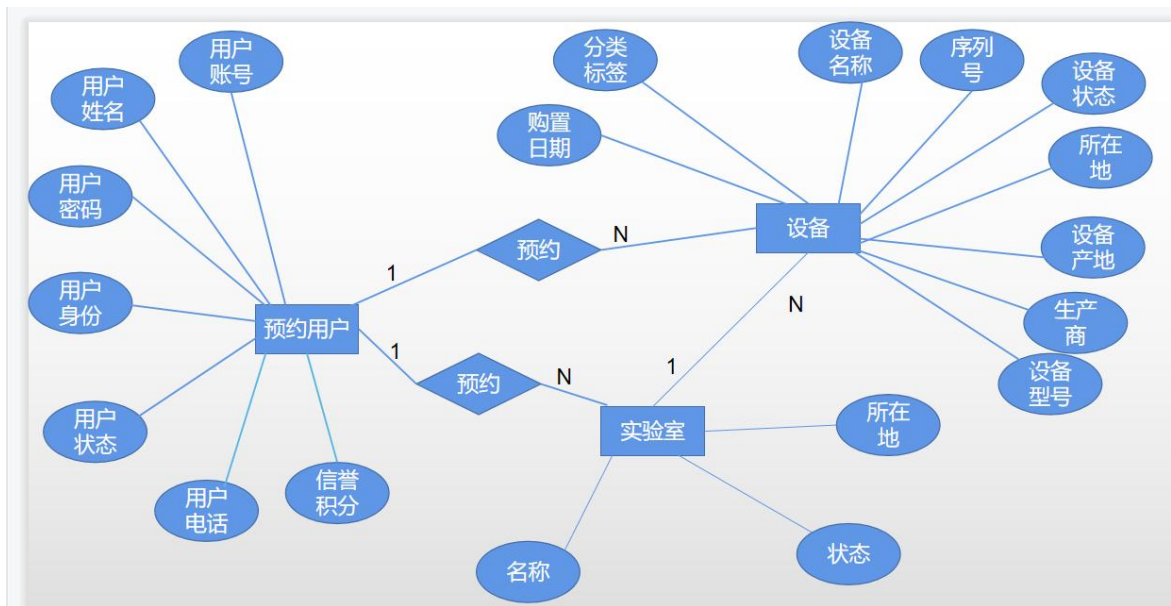 用户
账号
用户
姓名
用户
密码
用户
身份
用户
状态
用户
电话
信誉
积分
预约用户
1
预约
N
1
预约
N
分类
标签
购置
日期
设备
名称
序列
号
设备
状态
所在
地
设备
产地
生产
商
设备
型号
设备
N
1
实验室
所在
地
状态
名称